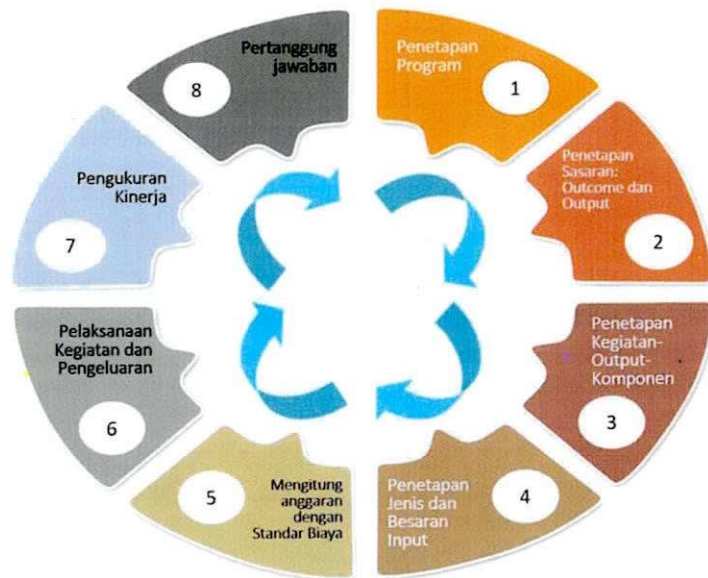 Penetapan
Program
1
Penetapan
Sasaran:
Outcome dan
Output
2
Penetapan
Kegiatan-
Output-
Komponen
3
Penetapan
Jenis dan
Besaran
Input
4
Mengitung
anggaran
dengan
Standar Biaya
5
Pelaksanaan
Kegiatan dan
Pengeluaran
6
Pengukuran
Kinerja
7
Pertanggung
jawaban
8